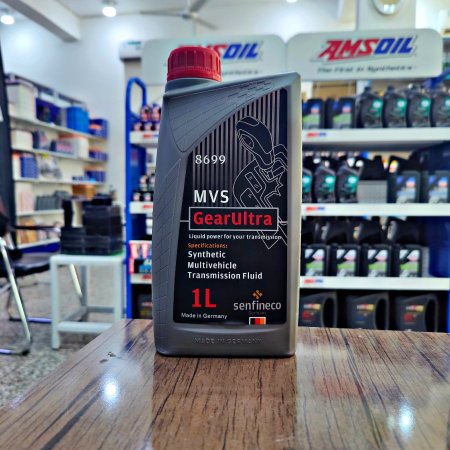 AMSOIL
AMSOIL
The First in Synthetics
8699
MVS
GearUltra
Liquid power for your transmission
Specifications:
Synthetic
Multivehicle
Transmission Fluid
1L
senfineco
Made in Germany
MADE IN GERMANY